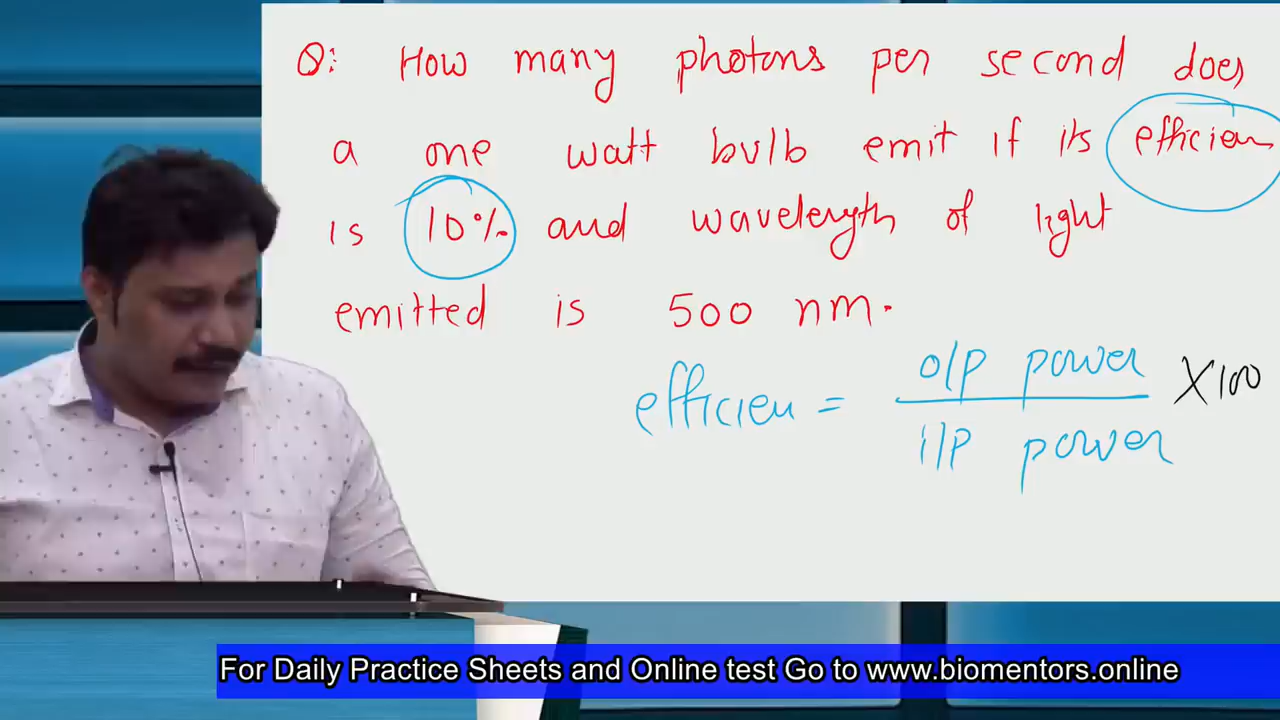 Q: How many photons per second does
a one watt bulb emit if its efficien
is 10% and wavelength of light
emitted is 500 nm.
efficien = o/p power / i/p power X100
For Daily Practice Sheets and Online test Go to www.biomentors.online